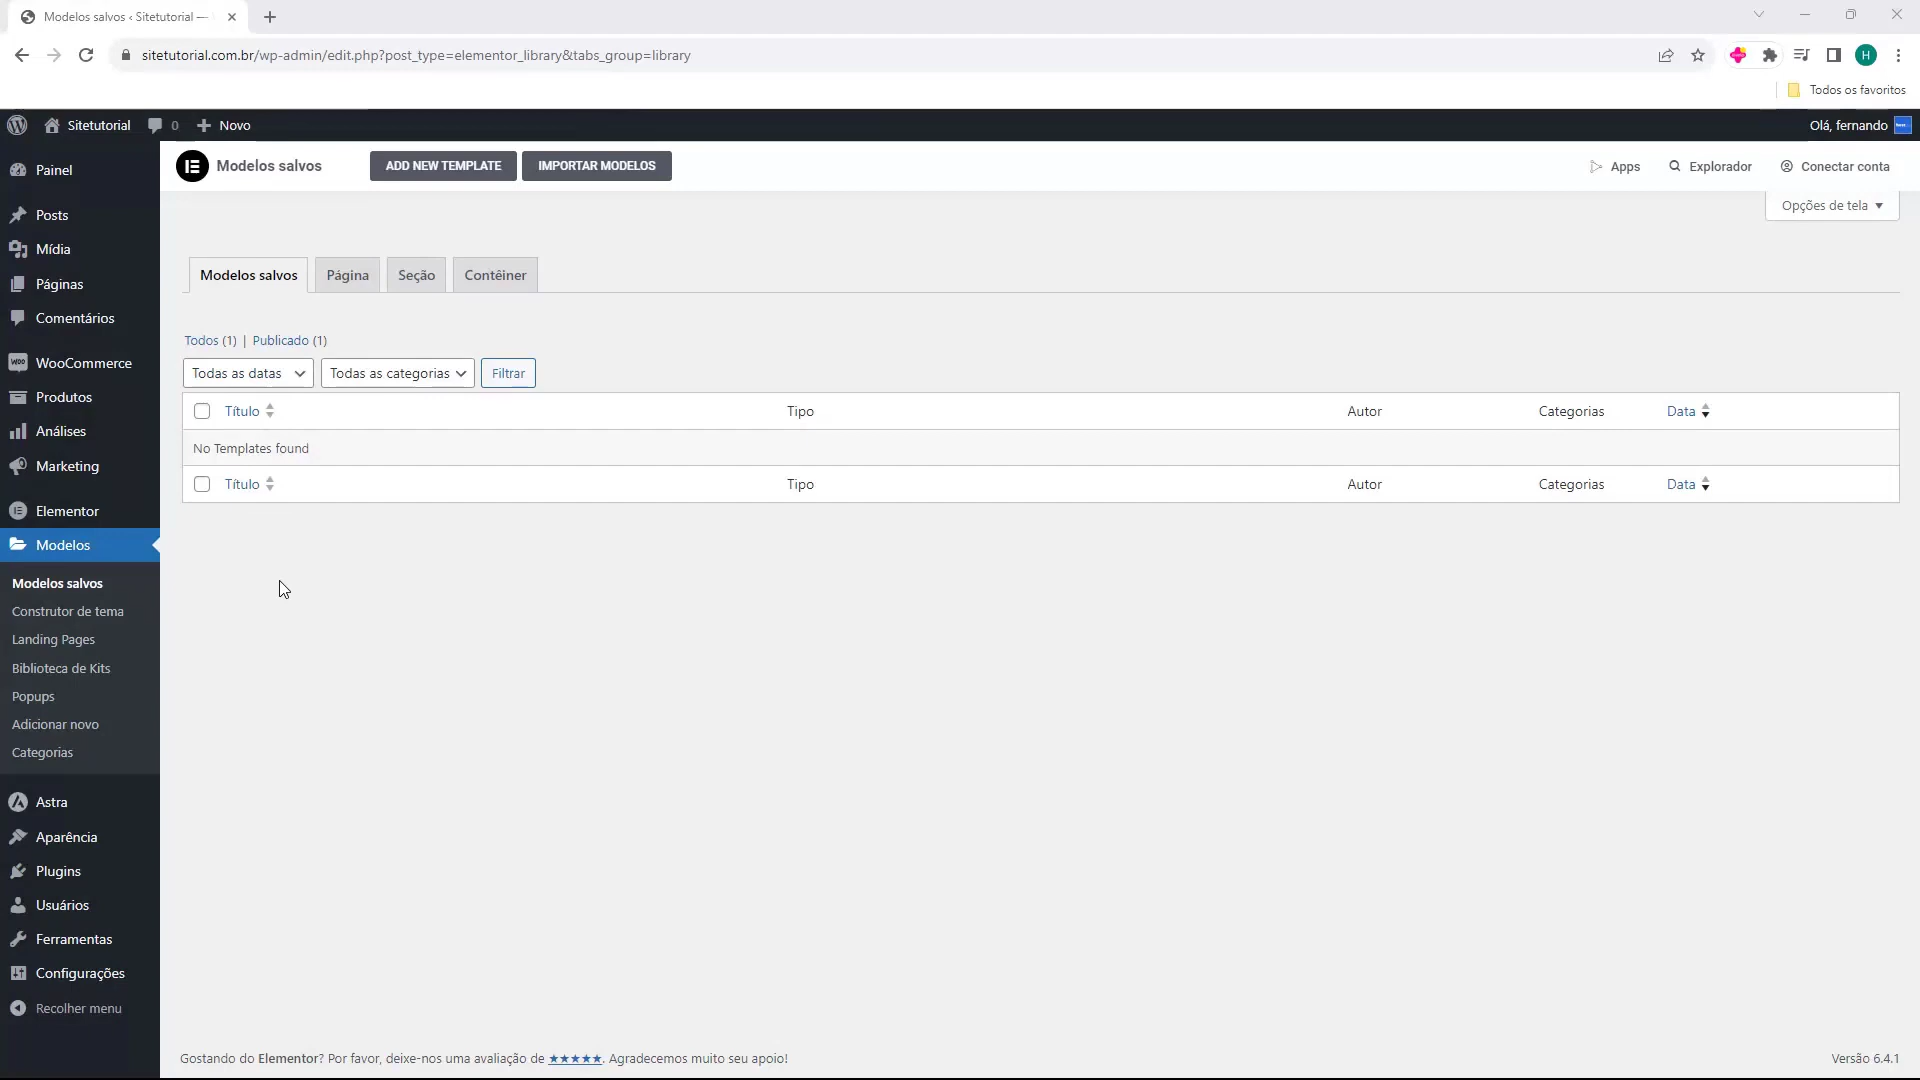 Modelos salvos ‹ Sitetutorial —
sitetutorial.com.br/wp-admin/edit.php?post_type=elementor_library&tabs_group=library
H
Todos os favoritos
Sitetutorial
0
Novo
Olá, fernando
Painel
Posts
Mídia
Páginas
Comentários
WooCommerce
Produtos
Análises
Marketing
Elementor
Modelos
Modelos salvos
Construtor de tema
Landing Pages
Biblioteca de Kits
Popups
Adicionar novo
Categorias
Astra
Aparência
Plugins
Usuários
Ferramentas
Configurações
Recolher menu
Modelos salvos
ADD NEW TEMPLATE
IMPORTAR MODELOS
Apps
Explorador
Conectar conta
Opções de tela
Modelos salvos
Página
Seção
Contêiner
Todos (1) | Publicado (1)
Todas as datas
Todas as categorias
Filtrar
Título
Tipo
Autor
Categorias
Data
No Templates found
Título
Tipo
Autor
Categorias
Data
Gostando do Elementor? Por favor, deixe-nos uma avaliação de ★★★★★. Agradecemos muito seu apoio!
Versão 6.4.1